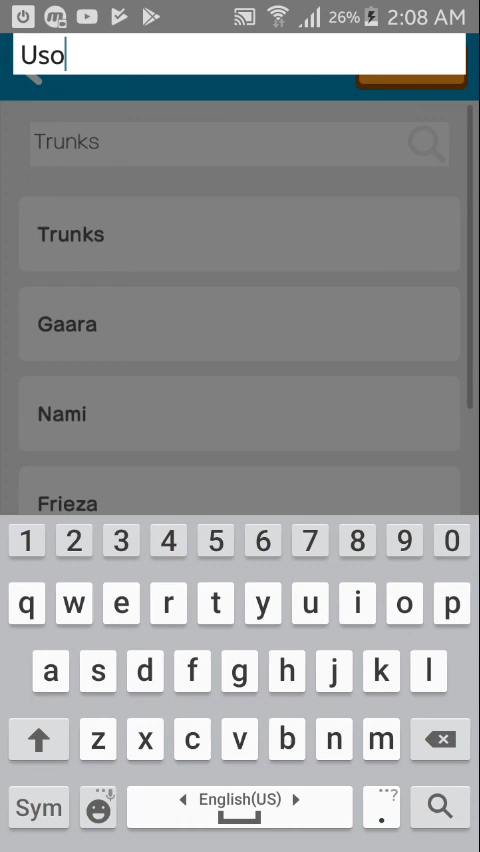 26% 2:08 AM
Uso
Trunks
Trunks
Gaara
Nami
Frieza
1 2 3 4 5 6 7 8 9 0
q w e r t y u i o p
a s d f g h j k l
z x c v b n m
Sym English(US) . ?